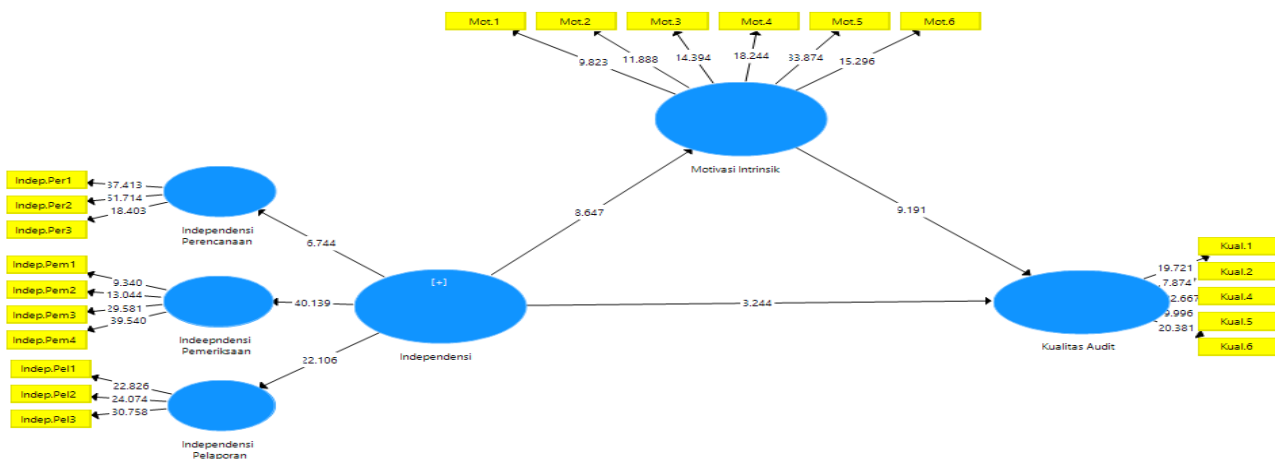 Mot.1
Mot.2
Mot.3
Mot.4
Mot.5
Mot.6
9.823
11.888
14.394
18.244
33.874
15.296
Motivasi Intrinsik
Indep.Per1
Indep.Per2
Indep.Per3
37.413
51.714
18.403
Independensi
Perencanaan
Indep.Pem1
Indep.Pem2
Indep.Pem3
Indep.Pem4
9.340
13.044
29.581
39.540
Indeepndensi
Pemeriksaan
Indep.Pel1
Indep.Pel2
Indep.Pel3
22.826
24.074
30.758
Independensi
Pelaporan
6.744
40.139
22.106
[+]
Independensi
8.647
9.191
3.244
Kualitas Audit
19.721
7.874
2.667
9.996
20.381
Kual.1
Kual.2
Kual.4
Kual.5
Kual.6